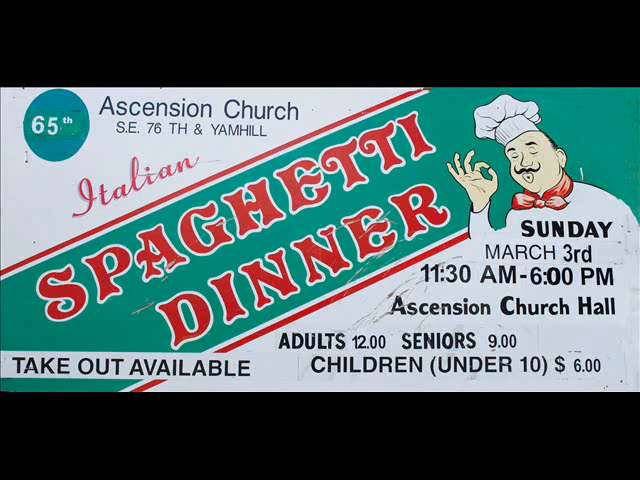 65th
Ascension Church
S.E. 76 TH & YAMHILL
Italian
SPAGHETTI
DINNER
SUNDAY
MARCH 3rd
11:30 AM-6:00 PM
Ascension Church Hall
ADULTS 12.00 SENIORS 9.00
TAKE OUT AVAILABLE
CHILDREN (UNDER 10) $ 6.00